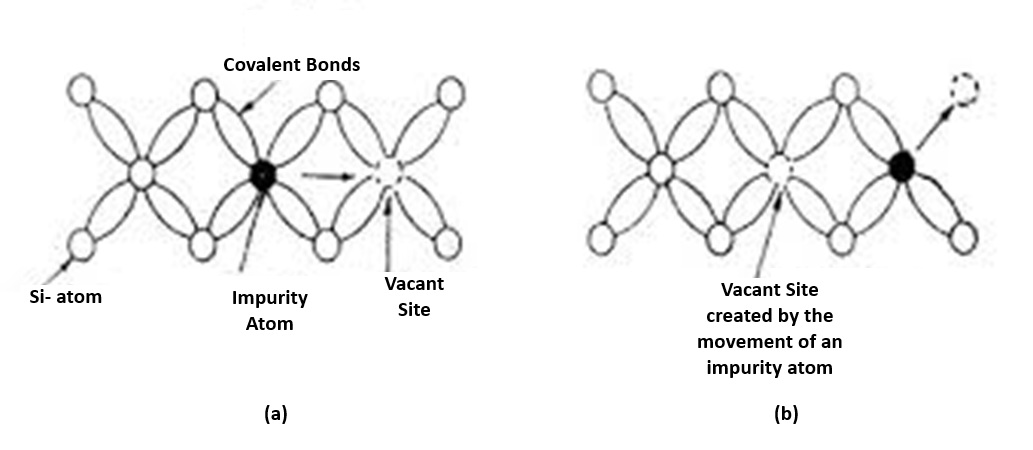 Covalent Bonds
Si- atom
Impurity
Atom
Vacant
Site
(a)
Vacant Site
created by the
movement of an
impurity atom
(b)